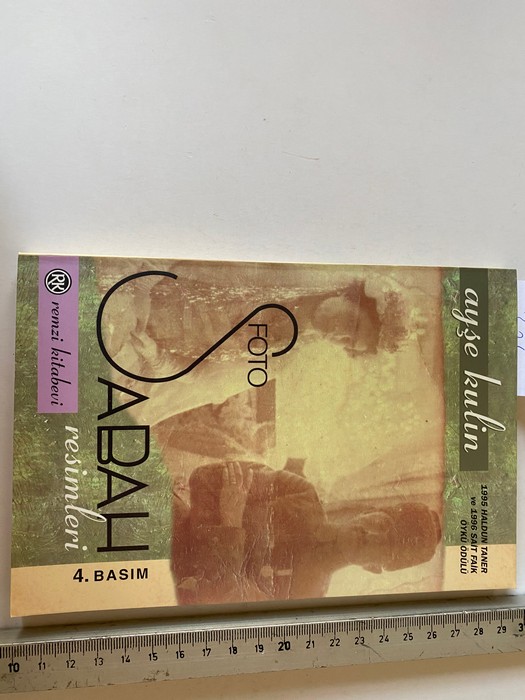 ayşe kulin
1995 HALDUN TANER
ve 1996 SAIT FAIK
ÖYKÜ ÖDÜLÜ
FOTO
SABAH
resimleri
4. BASIM
RK remzi kitabevi
10 11 12 13 14 15 16 17 18 19 20 21 22 23 24 25 26 27 28 29